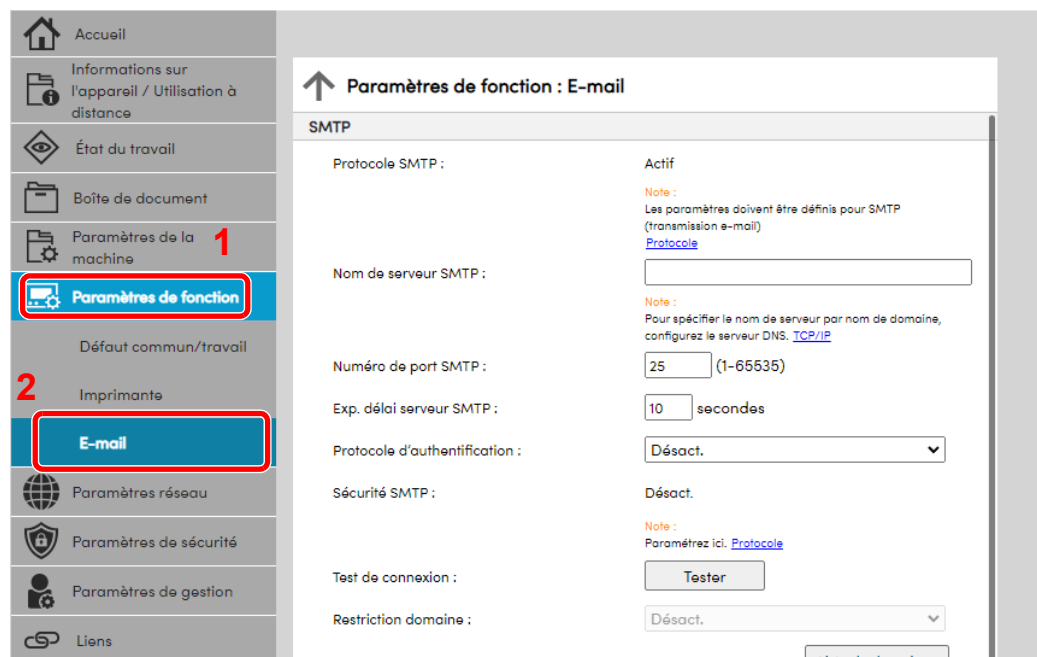 Accueil
Informations sur
l'appareil / Utilisation à
distance
État du travail
Boîte de document
Paramètres de la
machine
1
Paramètres de fonction
Défaut commun/travail
2
Imprimante
E-mail
Paramètres réseau
Paramètres de sécurité
Paramètres de gestion
Liens
Paramètres de fonction : E-mail
SMTP
Protocole SMTP :
Actif
Note :
Les paramètres doivent être définis pour SMTP
(transmission e-mail)
Protocole
Nom de serveur SMTP :
Note :
Pour spécifier le nom de serveur par nom de domaine,
configurez le serveur DNS. TCP/IP
Numéro de port SMTP :
25 (1-65535)
Exp. délai serveur SMTP :
10 secondes
Protocole d'authentification :
Désact.
Sécurité SMTP :
Désact.
Note :
Paramétrez ici. Protocole
Test de connexion :
Tester
Restriction domaine :
Désact.